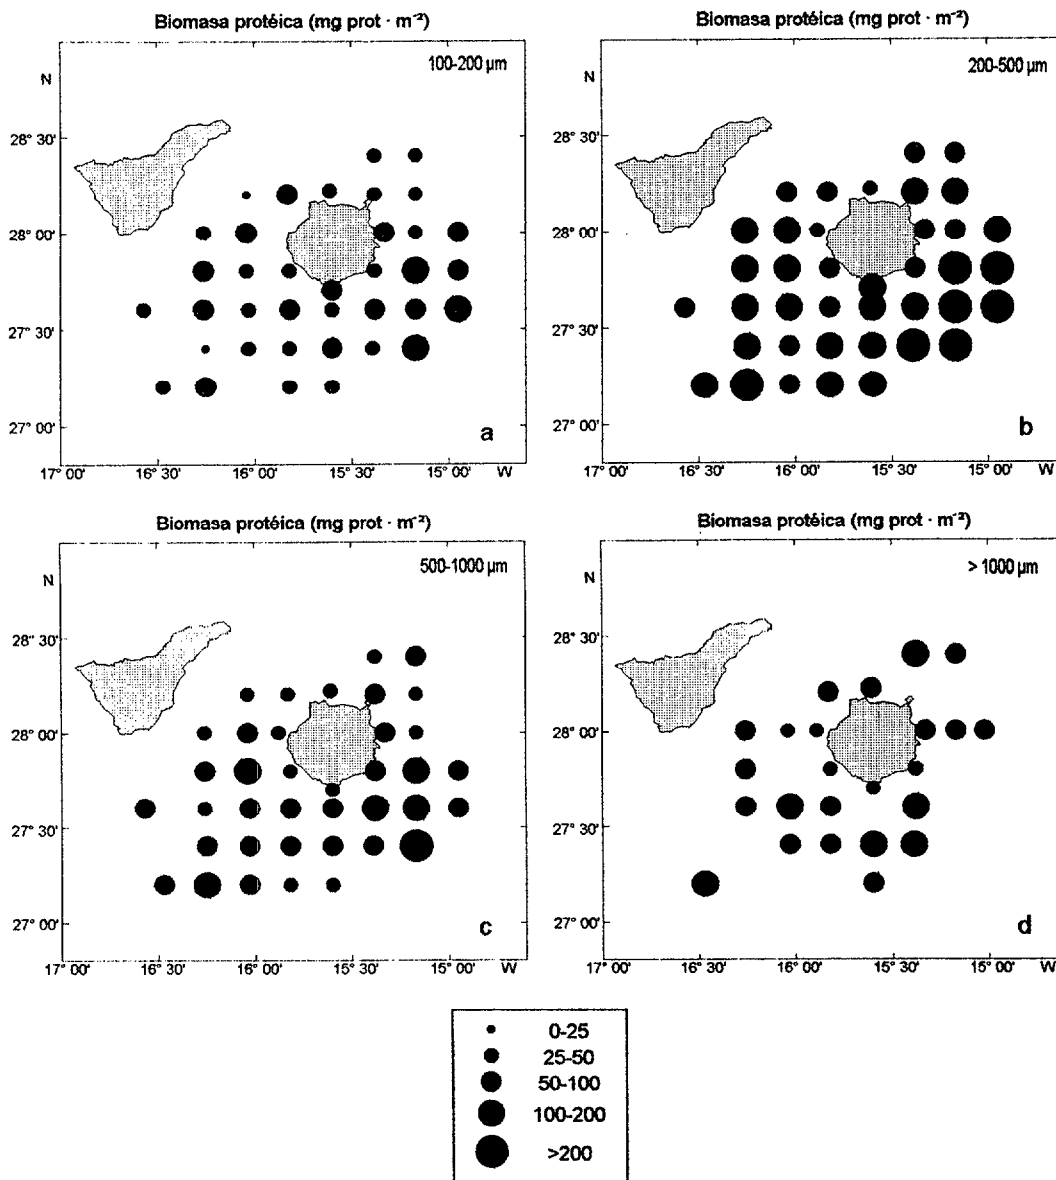 Biomasa protéica (mg prot · m⁻²)
100-200 µm
N
28° 30'
28° 00'
27° 30'
27° 00'
a
17° 00'
16° 30'
16° 00'
15° 30'
15° 00'
W
Biomasa protéica (mg prot · m⁻²)
200-500 µm
N
28° 30'
28° 00'
27° 30'
27° 00'
b
17° 00'
16° 30'
16° 00'
15° 30'
15° 00'
W
Biomasa protéica (mg prot · m⁻²)
500-1000 µm
N
28° 30'
28° 00'
27° 30'
27° 00'
c
17° 00'
16° 30'
16° 00'
15° 30'
15° 00'
W
Biomasa protéica (mg prot · m⁻²)
> 1000 µm
N
28° 30'
28° 00'
27° 30'
27° 00'
d
17° 00'
16° 30'
16° 00'
15° 30'
15° 00'
W
0-25
25-50
50-100
100-200
>200